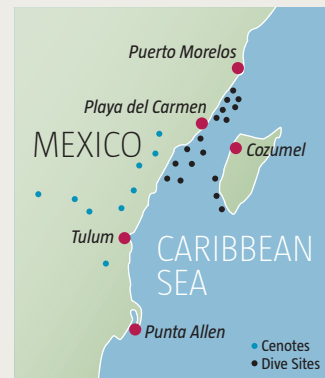 Puerto Morelos
Playa del Carmen
MEXICO
Cozumel
Tulum
CARIBBEAN
SEA
Punta Allen
Cenotes
Dive Sites